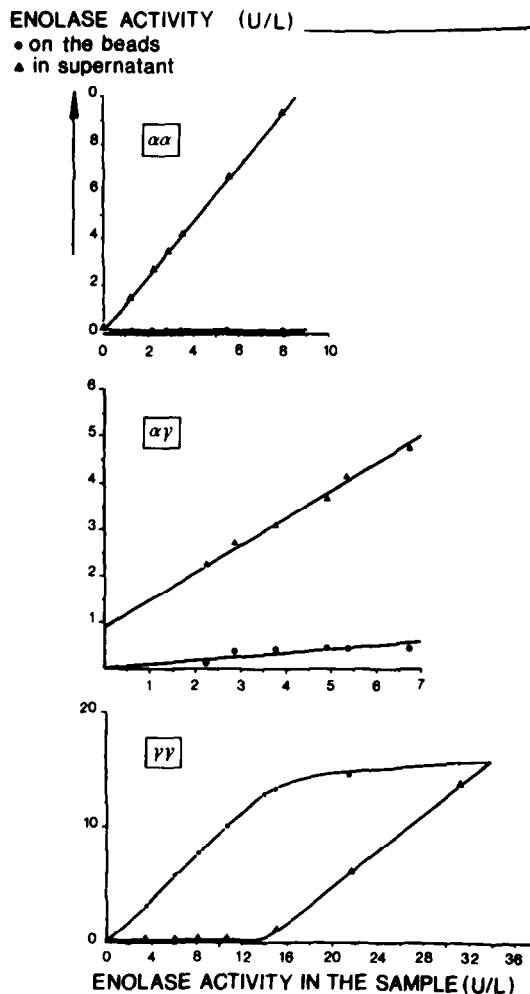 ENOLASE ACTIVITY (U/L)
• on the beads
▲ in supernatant
αα
0
8
6
4
2
0
0 2 4 6 8 10
αγ
6
5
4
3
2
1
1 2 3 4 5 6 7
γγ
20
10
0
0 4 8 12 16 20 24 28 32 36
ENOLASE ACTIVITY IN THE SAMPLE (U/L)